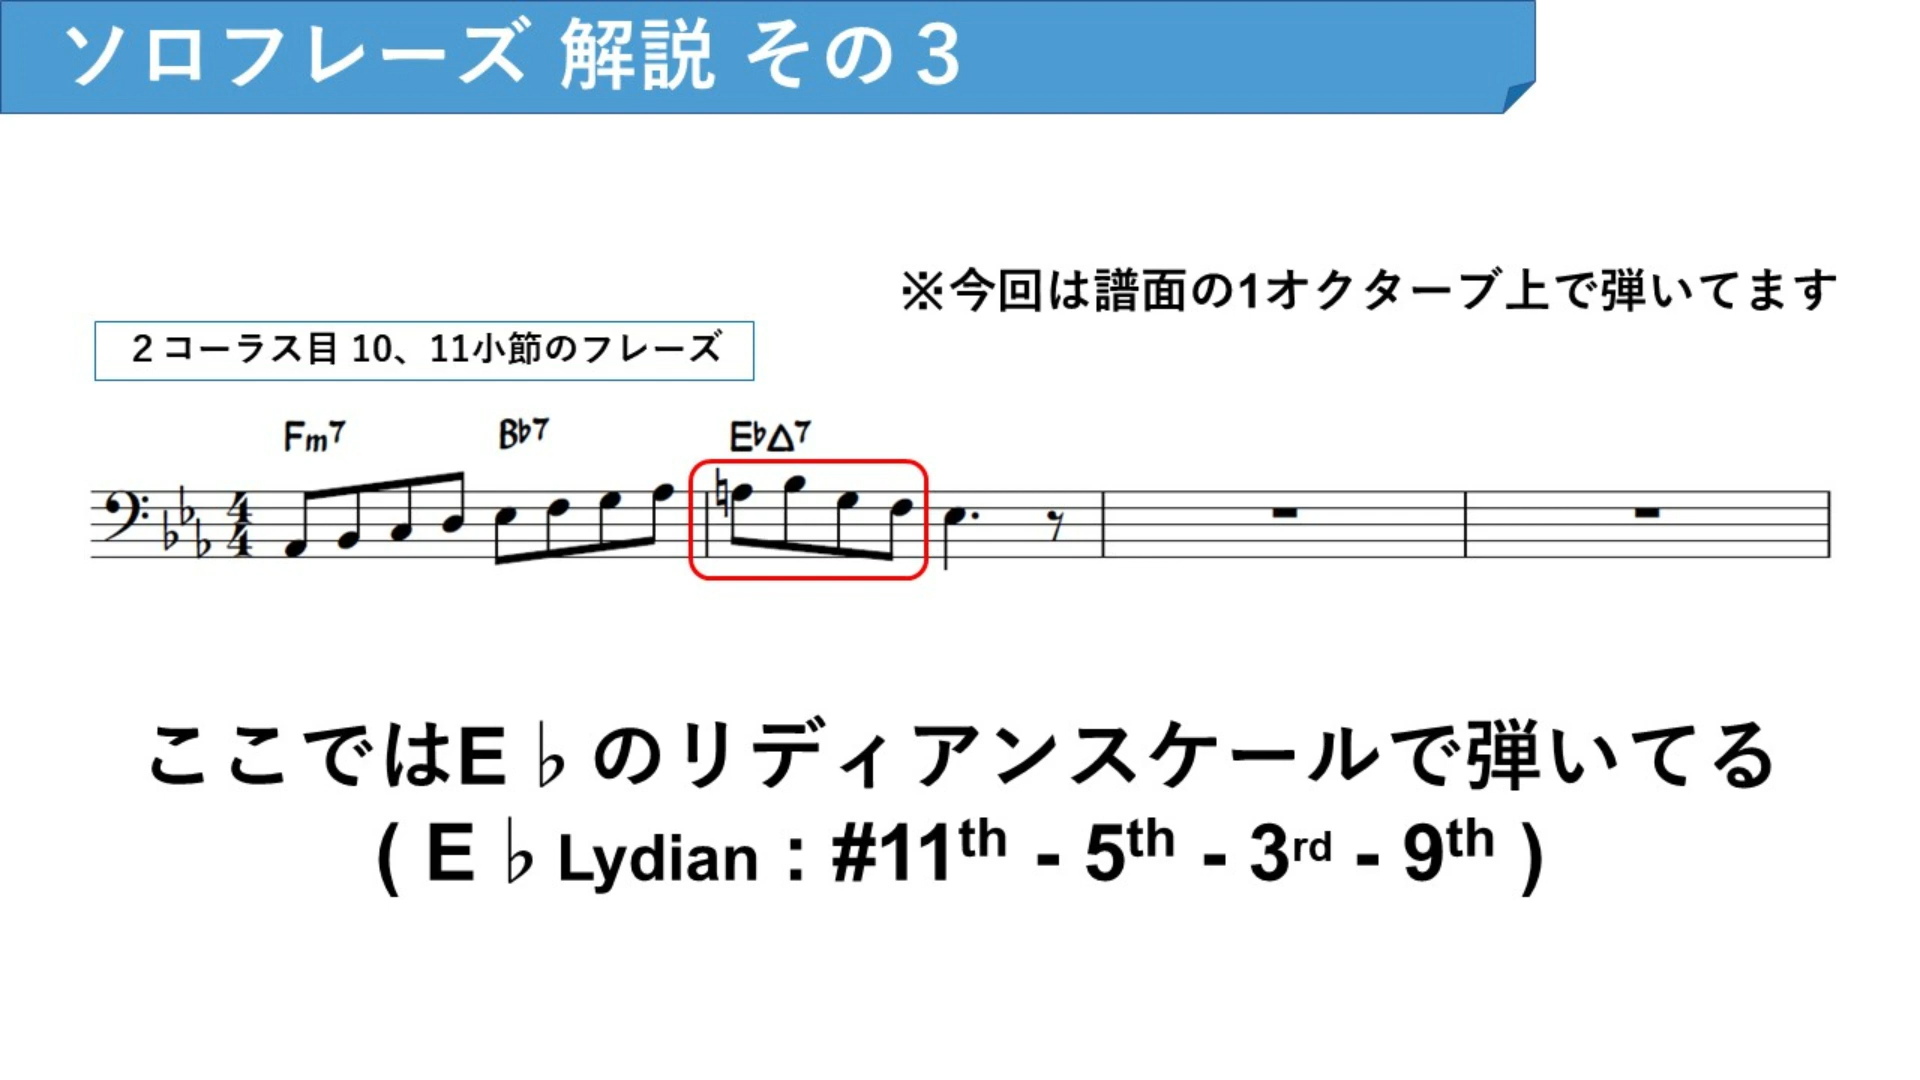 ソロフレーズ 解説 その３
※今回は譜面の1オクターブ上で弾いてます
２コーラス目 10、11小節のフレーズ
Fm7 B♭7 E♭△7
4
4
ここではE♭のリディアンスケールで弾いてる
( E♭Lydian：#11th - 5th - 3rd - 9th )